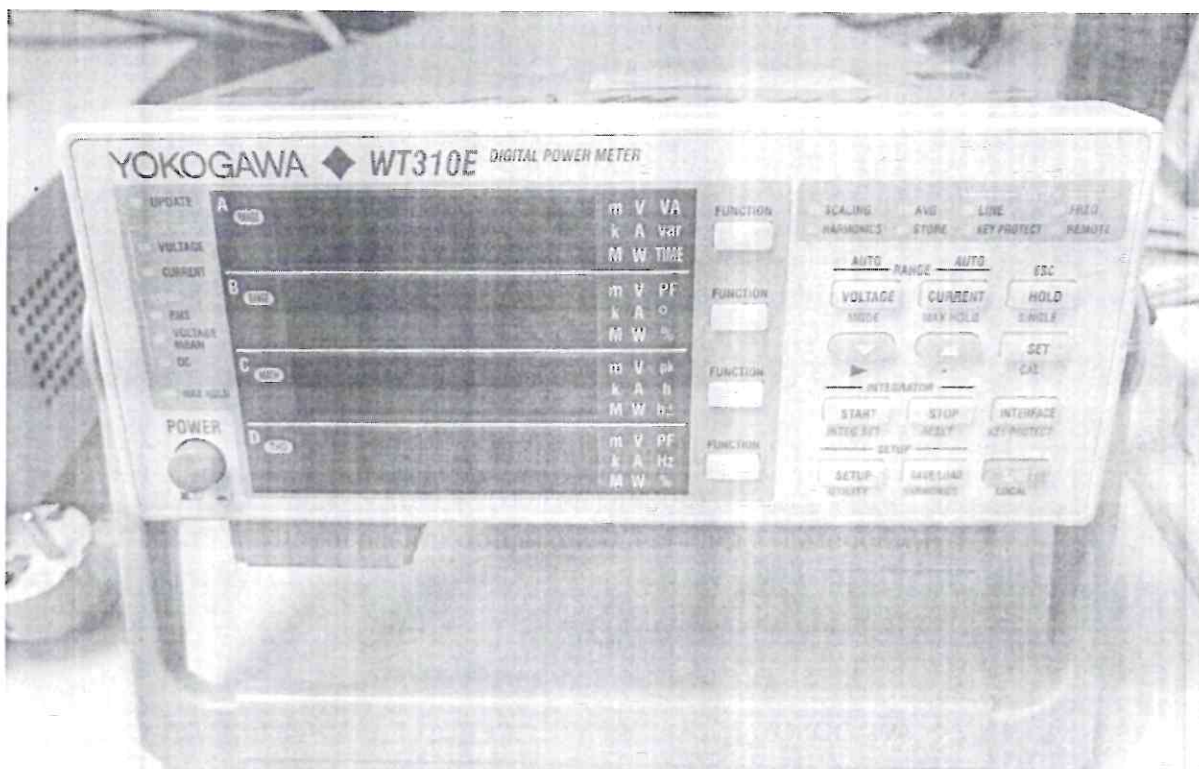 YOKOGAWA ◆ WT310E DIGITAL POWER METER
UPDATE
VOLTAGE
CURRENT
RMS
VOLTAGE
MEAN
DC
MAX HOLD
POWER
A
m V VA
k A var
M W TIME
B
m V PF
k A °
M W %
C MATH
m V pk
k A h
M W
D THD
m V PF
k A Hz
M W %
FUNCTION
FUNCTION
FUNCTION
FUNCTION
SCALING AVG LINE FREQ
HARMONICS STORE KEY PROTECT REMOTE
AUTO RANGE AUTO ESC
VOLTAGE CURRENT HOLD
MODE MAX HOLD SINGLE
SET
CAL
INTEGRATOR
START STOP INTERFACE
INTEG SET RESET KEY PROTECT
SETUP
SETUP SAVE/LOAD
UTILITY HARMONICS LOCAL